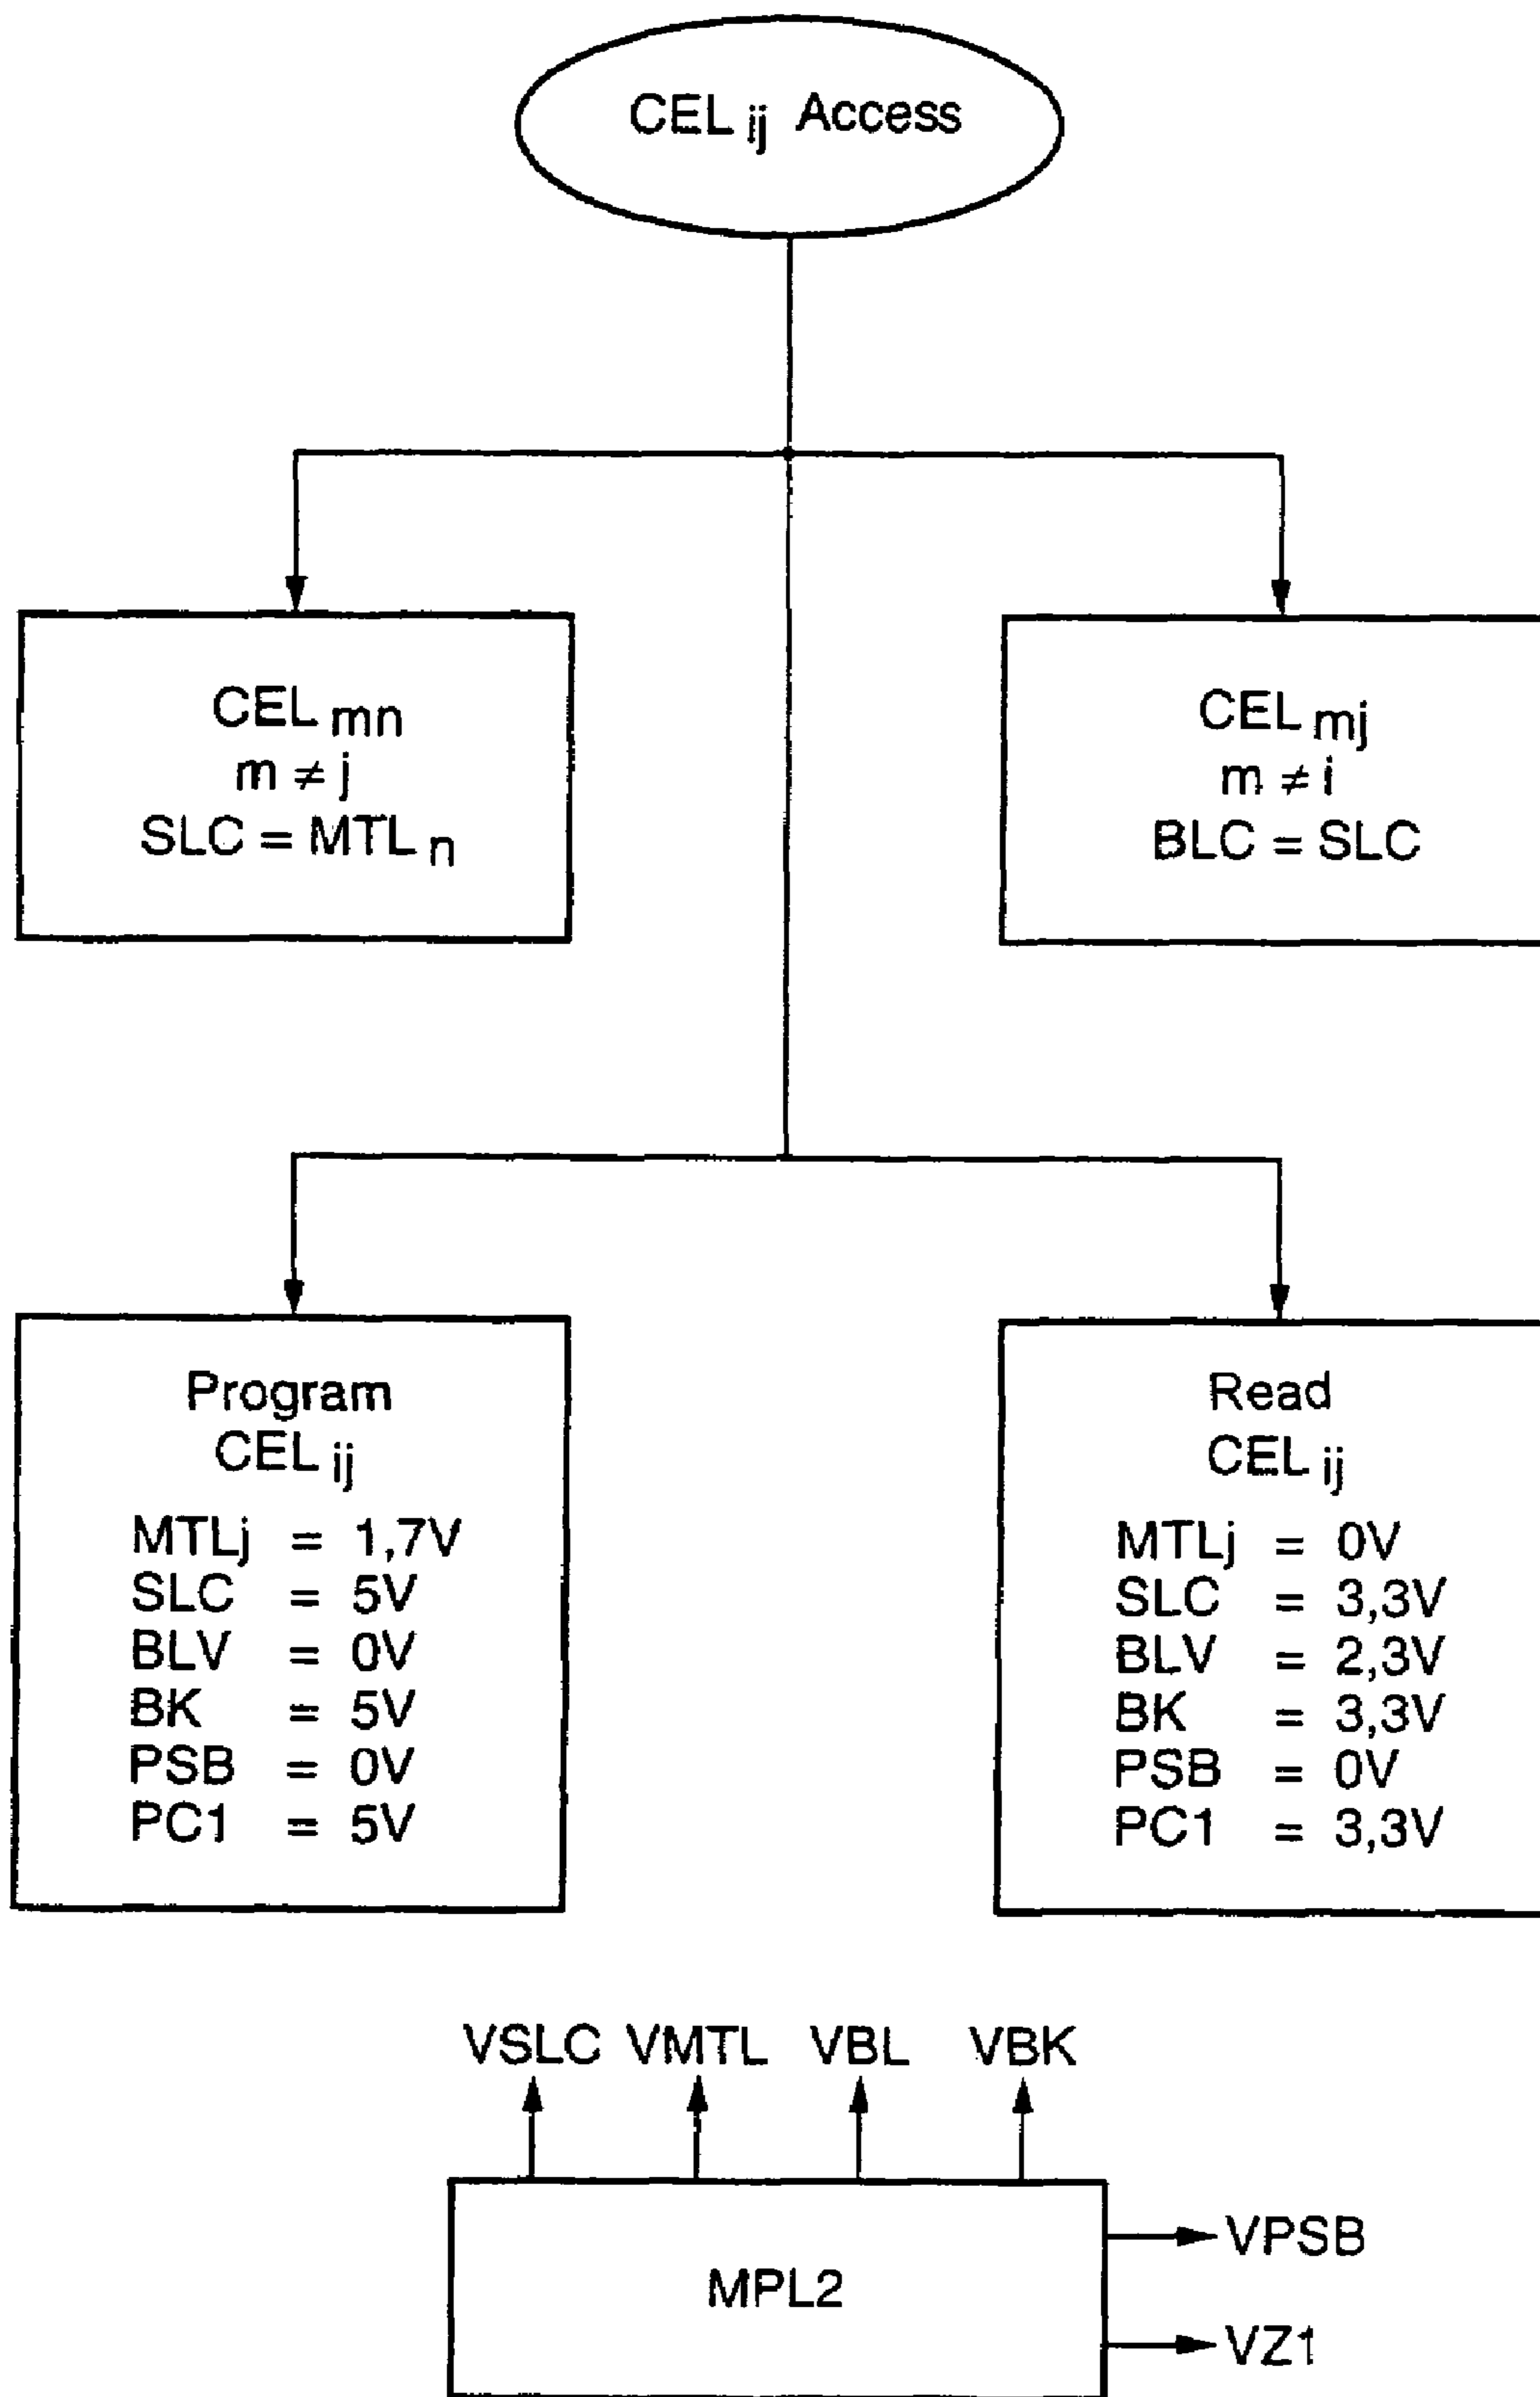 CEL ij Access
CEL mn
m ≠ j
SLC = MTL n
CEL mj
m ≠ i
BLC = SLC
Program
CEL ij
MTLj = 1,7V
SLC = 5V
BLV = 0V
BK = 5V
PSB = 0V
PC1 = 5V
Read
CEL ij
MTLj = 0V
SLC = 3,3V
BLV = 2,3V
BK = 3,3V
PSB = 0V
PC1 = 3,3V
VSLC VMTL VBL VBK
VPSB
MPL2
VZ1